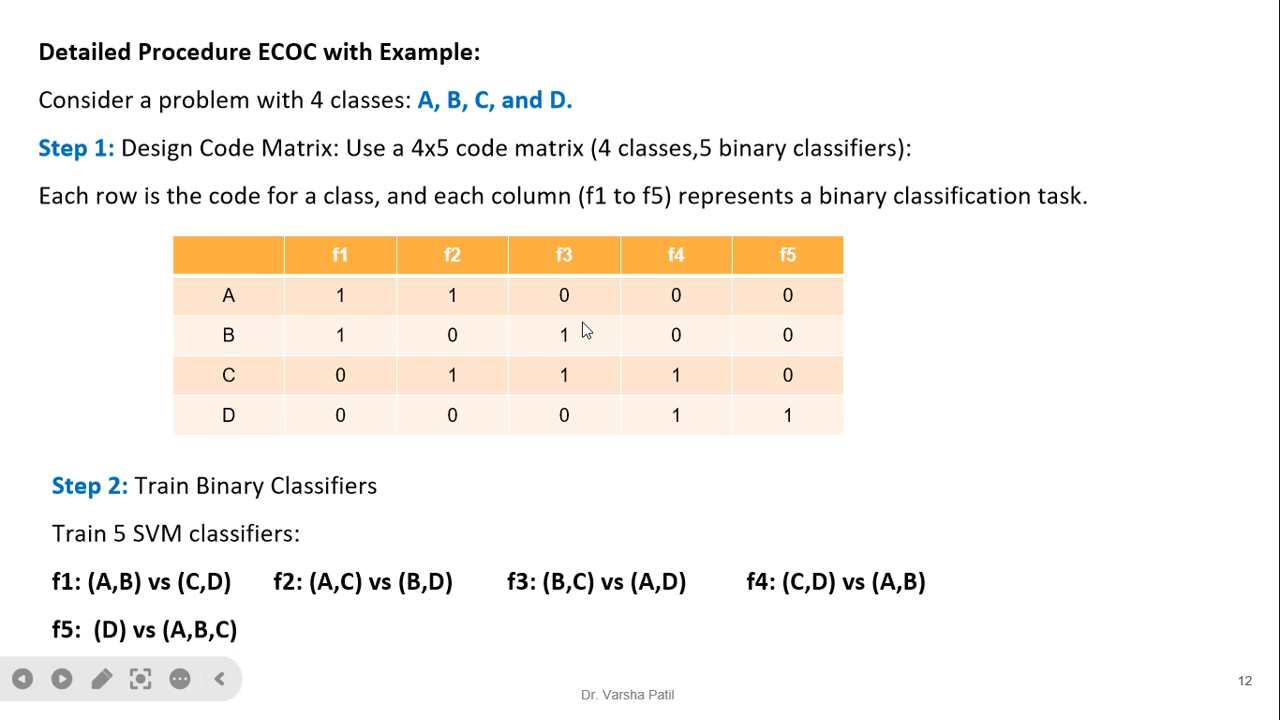 Detailed Procedure ECOC with Example:
Consider a problem with 4 classes: A, B, C, and D.
Step 1: Design Code Matrix: Use a 4x5 code matrix (4 classes,5 binary classifiers):
Each row is the code for a class, and each column (f1 to f5) represents a binary classification task.
f1 f2 f3 f4 f5
A 1 1 0 0 0
B 1 0 1 0 0
C 0 1 1 1 0
D 0 0 0 1 1
Step 2: Train Binary Classifiers
Train 5 SVM classifiers:
f1: (A,B) vs (C,D) f2: (A,C) vs (B,D) f3: (B,C) vs (A,D) f4: (C,D) vs (A,B)
f5: (D) vs (A,B,C)
Dr. Varsha Patil
12